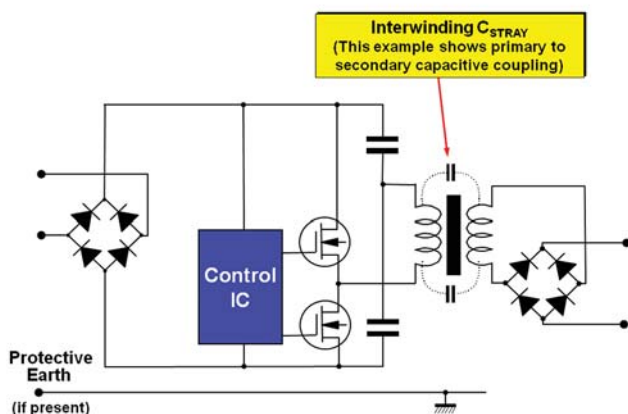 Interwinding CSTRAY
(This example shows primary to
secondary capacitive coupling)
Control
IC
Protective
Earth
(if present)